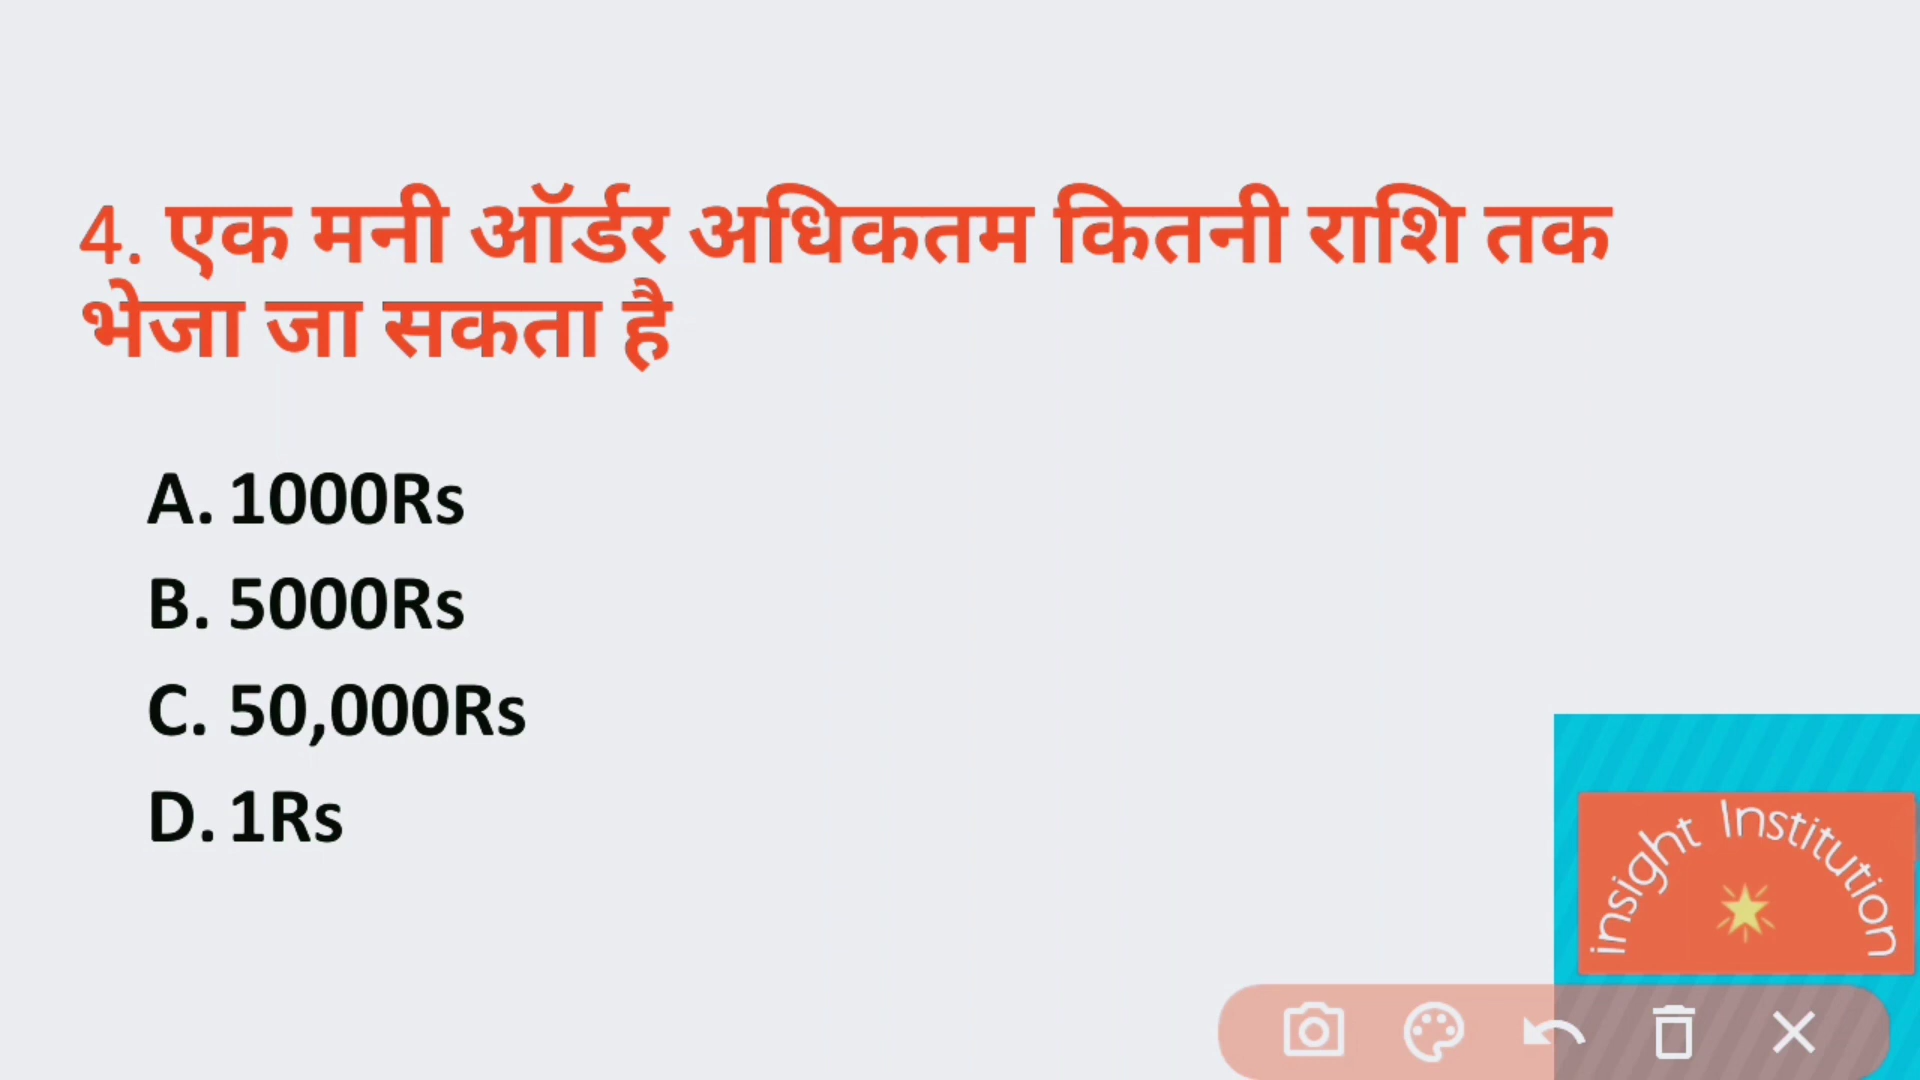 4. एक मनी ऑर्डर अधिकतम कितनी राशि तक
भेजा जा सकता है
A. 1000Rs
B. 5000Rs
C. 50,000Rs
D. 1Rs
insight Institution